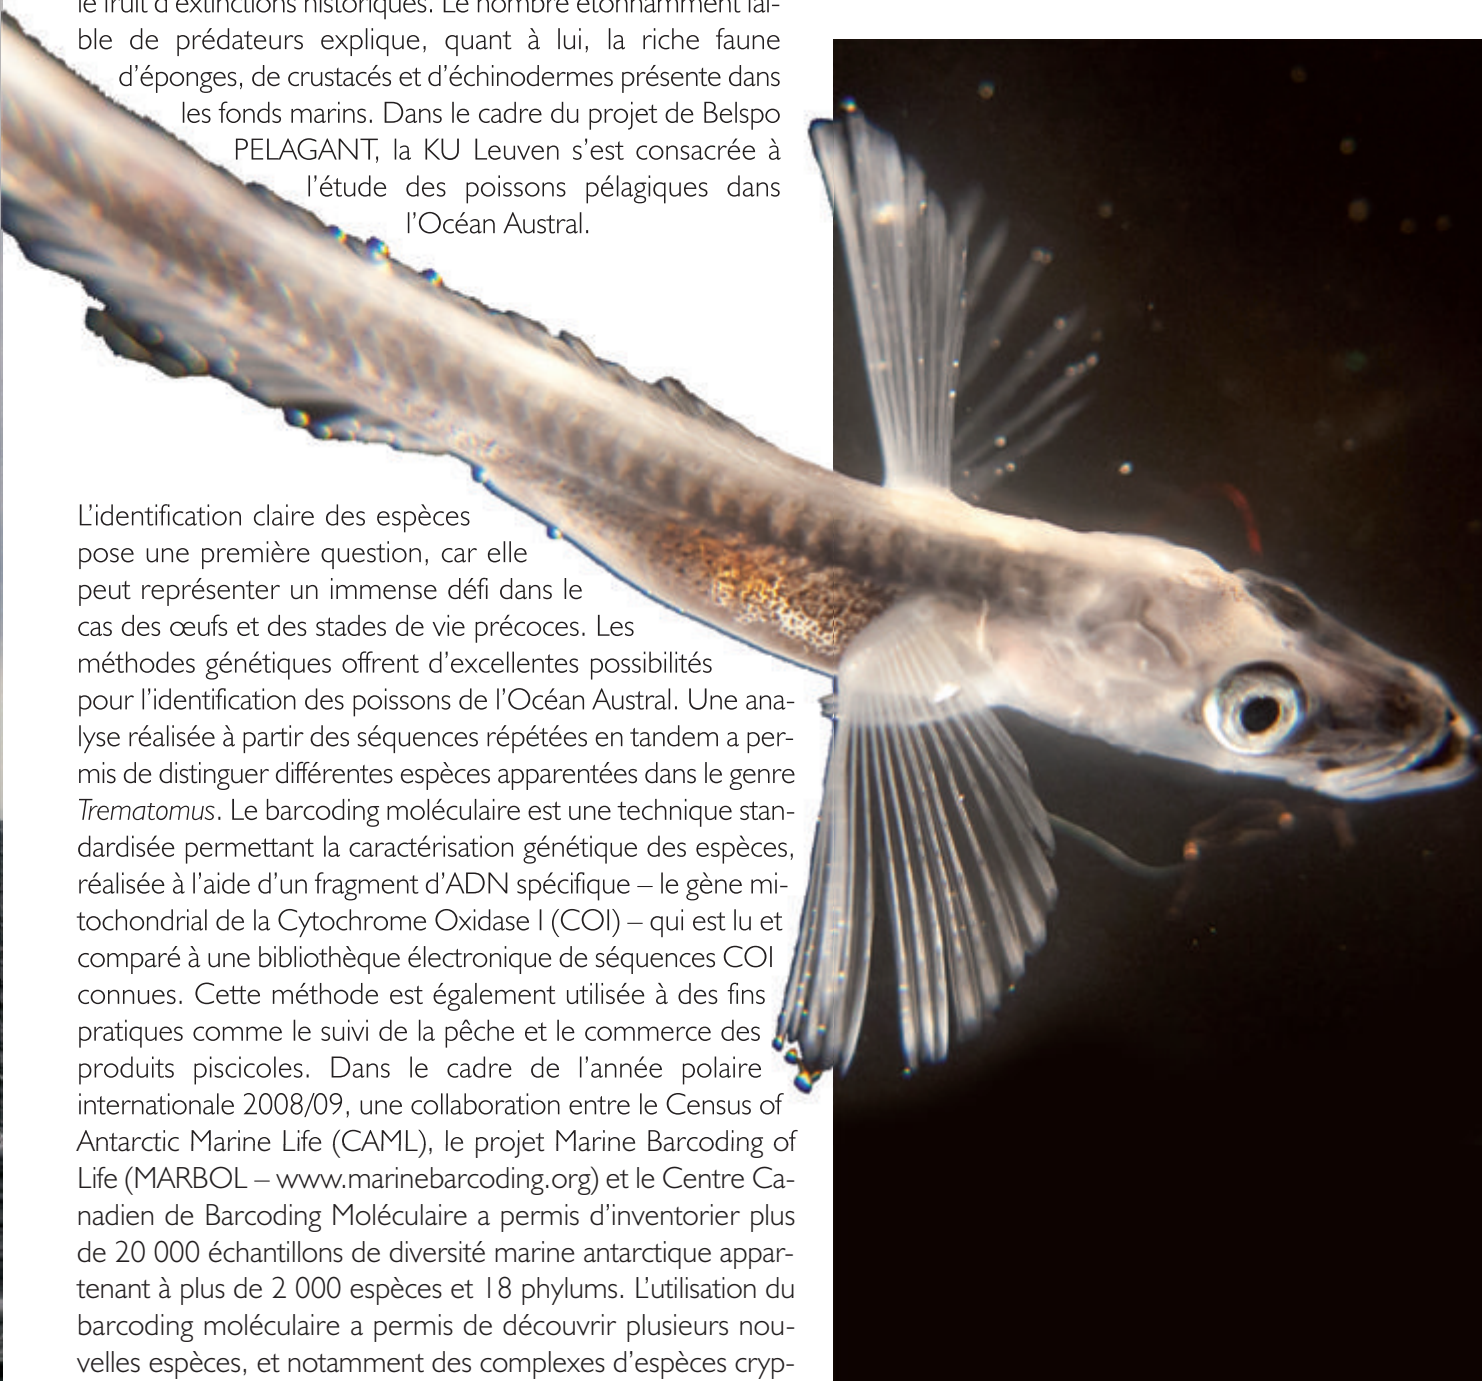 le fruit d'extinctions historiques. Le nombre étonnamment fai-
ble de prédateurs explique, quant à lui, la riche faune
d'éponges, de crustacés et d'échinodermes présente dans
les fonds marins. Dans le cadre du projet de Belspo
PELAGANT, la KU Leuven s'est consacrée à
l'étude des poissons pélagiques dans
l'Océan Austral.
L'identification claire des espèces
pose une première question, car elle
peut représenter un immense défi dans le
cas des œufs et des stades de vie précoces. Les
méthodes génétiques offrent d'excellentes possibilités
pour l'identification des poissons de l'Océan Austral. Une ana-
lyse réalisée à partir des séquences répétées en tandem a per-
mis de distinguer différentes espèces apparentées dans le genre
Trematomus. Le barcoding moléculaire est une technique stan-
dardisée permettant la caractérisation génétique des espèces,
réalisée à l'aide d'un fragment d'ADN spécifique – le gène mi-
tochondrial de la Cytochrome Oxidase I (COI) – qui est lu et
comparé à une bibliothèque électronique de séquences COI
connues. Cette méthode est également utilisée à des fins
pratiques comme le suivi de la pêche et le commerce des
produits piscicoles. Dans le cadre de l'année polaire
internationale 2008/09, une collaboration entre le Census of
Antarctic Marine Life (CAML), le projet Marine Barcoding of
Life (MARBOL – www.marinebarcoding.org) et le Centre Ca-
nadien de Barcoding Moléculaire a permis d'inventorier plus
de 20 000 échantillons de diversité marine antarctique appar-
tenant à plus de 2 000 espèces et 18 phylums. L'utilisation du
barcoding moléculaire a permis de découvrir plusieurs nou-
velles espèces, et notamment des complexes d'espèces cryp-